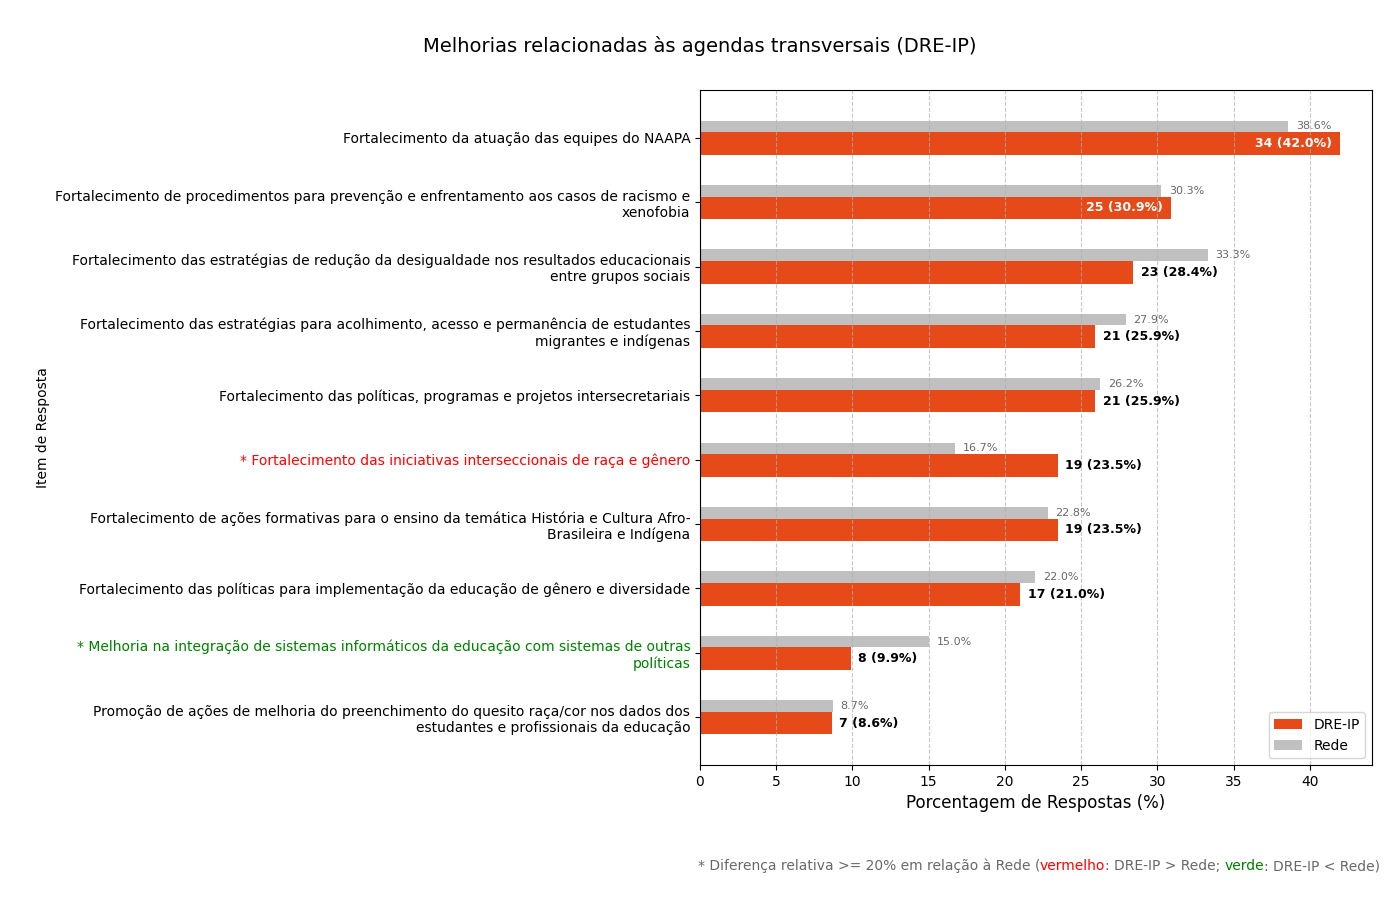 Melhorias relacionadas às agendas transversais (DRE-IP)
Item de Resposta
Fortalecimento da atuação das equipes do NAAPA
38.6%
34 (42.0%)
Fortalecimento de procedimentos para prevenção e enfrentamento aos casos de racismo e
xenofobia
30.3%
25 (30.9%)
Fortalecimento das estratégias de redução da desigualdade nos resultados educacionais
entre grupos sociais
33.3%
23 (28.4%)
Fortalecimento das estratégias para acolhimento, acesso e permanência de estudantes
migrantes e indígenas
27.9%
21 (25.9%)
Fortalecimento das políticas, programas e projetos intersecretariais
26.2%
21 (25.9%)
* Fortalecimento das iniciativas interseccionais de raça e gênero
16.7%
19 (23.5%)
Fortalecimento de ações formativas para o ensino da temática História e Cultura Afro-
Brasileira e Indígena
22.8%
19 (23.5%)
Fortalecimento das políticas para implementação da educação de gênero e diversidade
22.0%
17 (21.0%)
* Melhoria na integração de sistemas informáticos da educação com sistemas de outras
políticas
15.0%
8 (9.9%)
Promoção de ações de melhoria do preenchimento do quesito raça/cor nos dados dos
estudantes e profissionais da educação
8.7%
7 (8.6%)
DRE-IP
Rede
0 5 10 15 20 25 30 35 40
Porcentagem de Respostas (%)
* Diferença relativa >= 20% em relação à Rede (vermelho: DRE-IP > Rede; verde: DRE-IP < Rede)